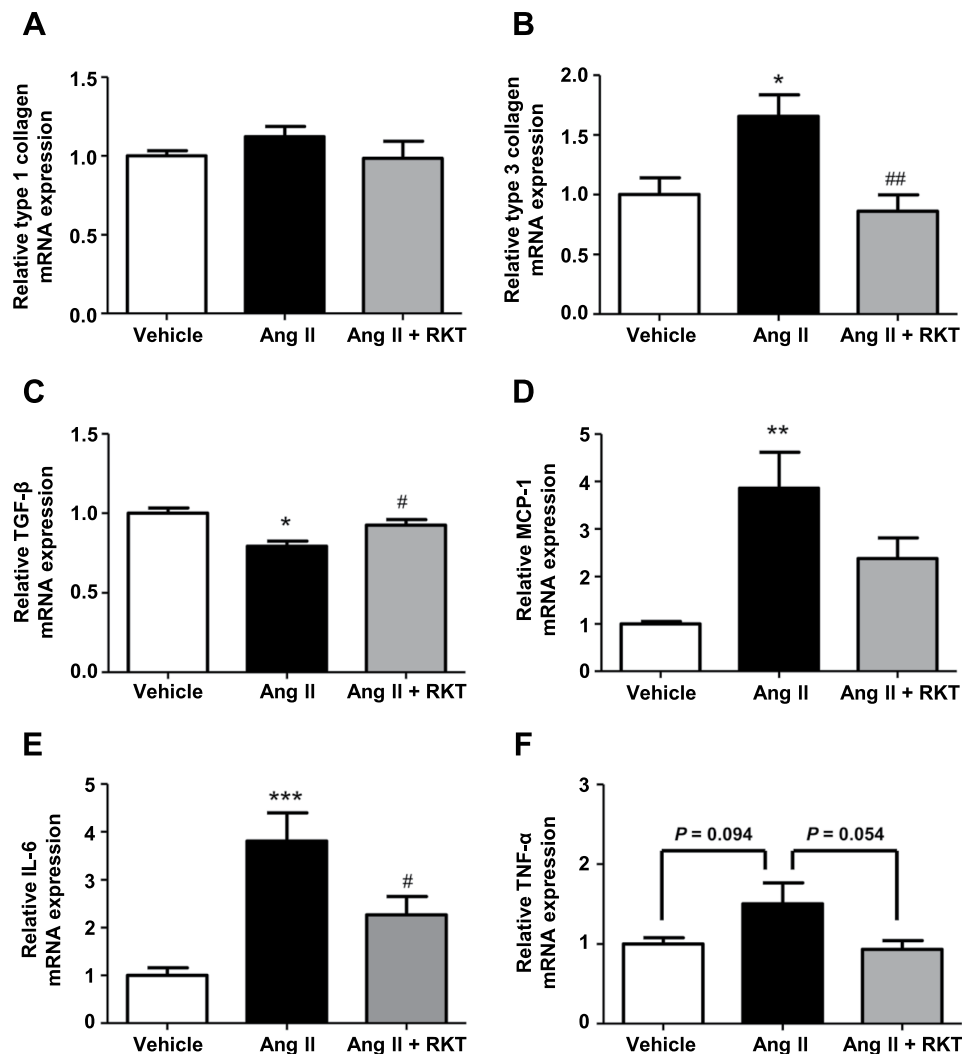 A
Relative type 1 collagen
mRNA expression
1.5
1.0
0.5
0.0
Vehicle
Ang II
Ang II + RKT
B
Relative type 3 collagen
mRNA expression
2.0
1.5
1.0
0.5
0.0
*
##
Vehicle
Ang II
Ang II + RKT
C
Relative TGF-β
mRNA expression
1.5
1.0
0.5
0.0
*
#
Vehicle
Ang II
Ang II + RKT
D
Relative MCP-1
mRNA expression
5
4
3
2
1
0
**
Vehicle
Ang II
Ang II + RKT
E
Relative IL-6
mRNA expression
5
4
3
2
1
0
***
#
Vehicle
Ang II
Ang II + RKT
F
Relative TNF-α
mRNA expression
3
2
1
0
P = 0.094
P = 0.054
Vehicle
Ang II
Ang II + RKT